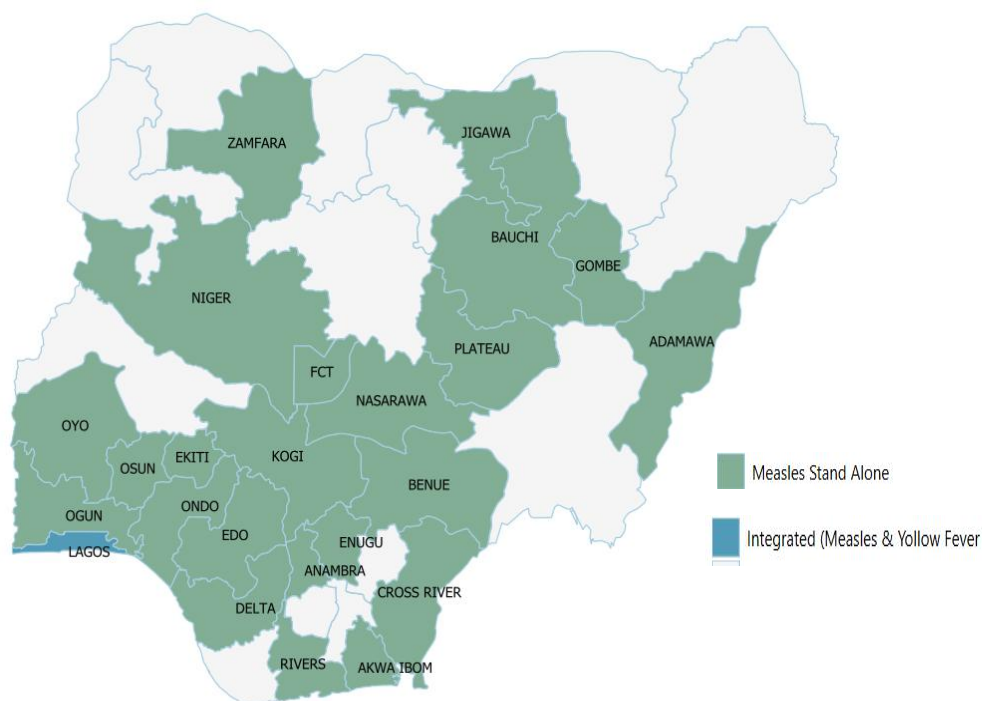 ZAMFARA
JIGAWA
BAUCHI
GOMBE
NIGER
ADAMAWA
PLATEAU
FCT
NASARAWA
OYO
OSUN
EKITI
KOGI
BENUE
ONDO
OGUN
EDO
ENUGU
LAGOS
ANAMBRA
CROSS RIVER
DELTA
RIVERS
AKWA IBOM
Measles Stand Alone
Integrated (Measles & Yollow Fever